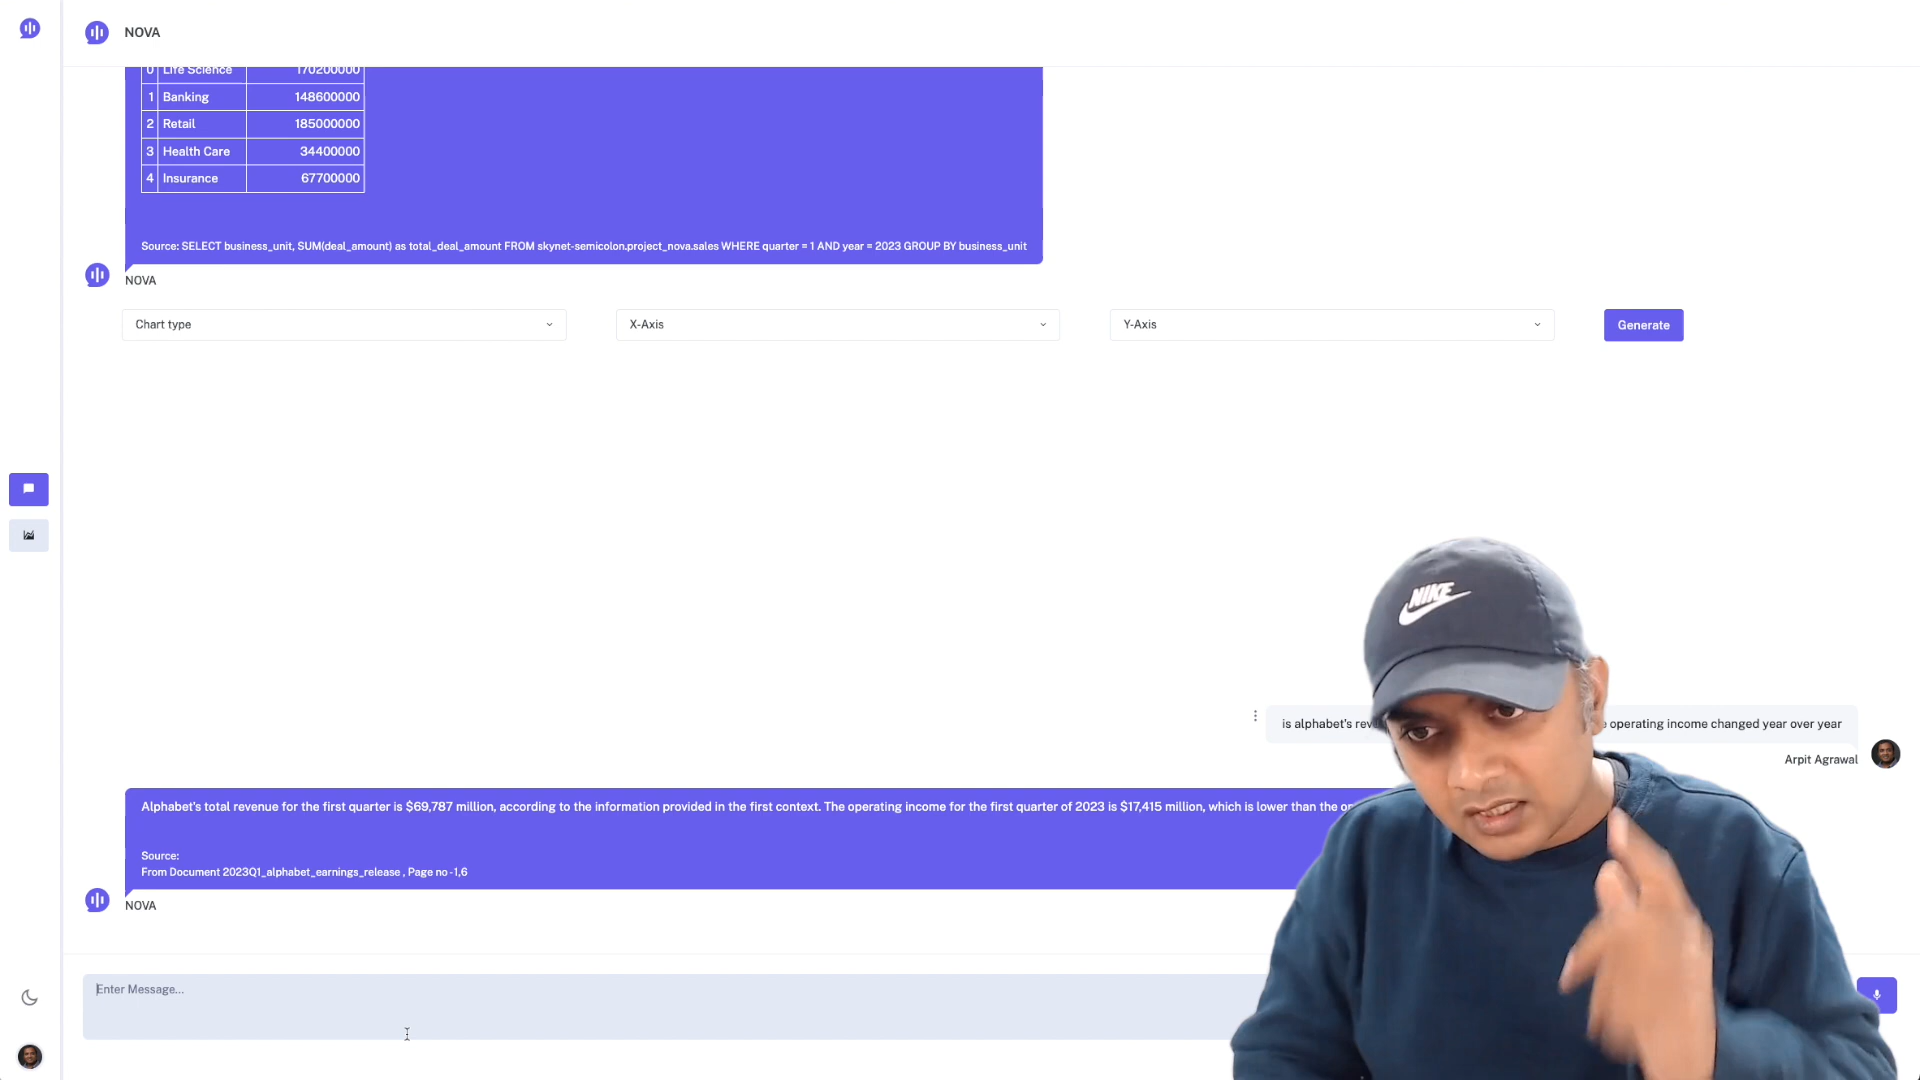 NOVA
0 Life Science 170200000
1 Banking 148600000
2 Retail 185000000
3 Health Care 34400000
4 Insurance 67700000
Source: SELECT business_unit, SUM(deal_amount) as total_deal_amount FROM skynet-semicolon.project_nova.sales WHERE quarter = 1 AND year = 2023 GROUP BY business_unit
NOVA
Chart type X-Axis Y-Axis Generate
NIKE
is alphabet's operating income changed year over year
Arpit Agrawal
Alphabet's total revenue for the first quarter is $69,787 million, according to the information provided in the first context. The operating income for the first quarter of 2023 is $17,415 million, which is lower than the
Source:
From Document 2023Q1_alphabet_earnings_release , Page no -1,6
NOVA
Enter Message...